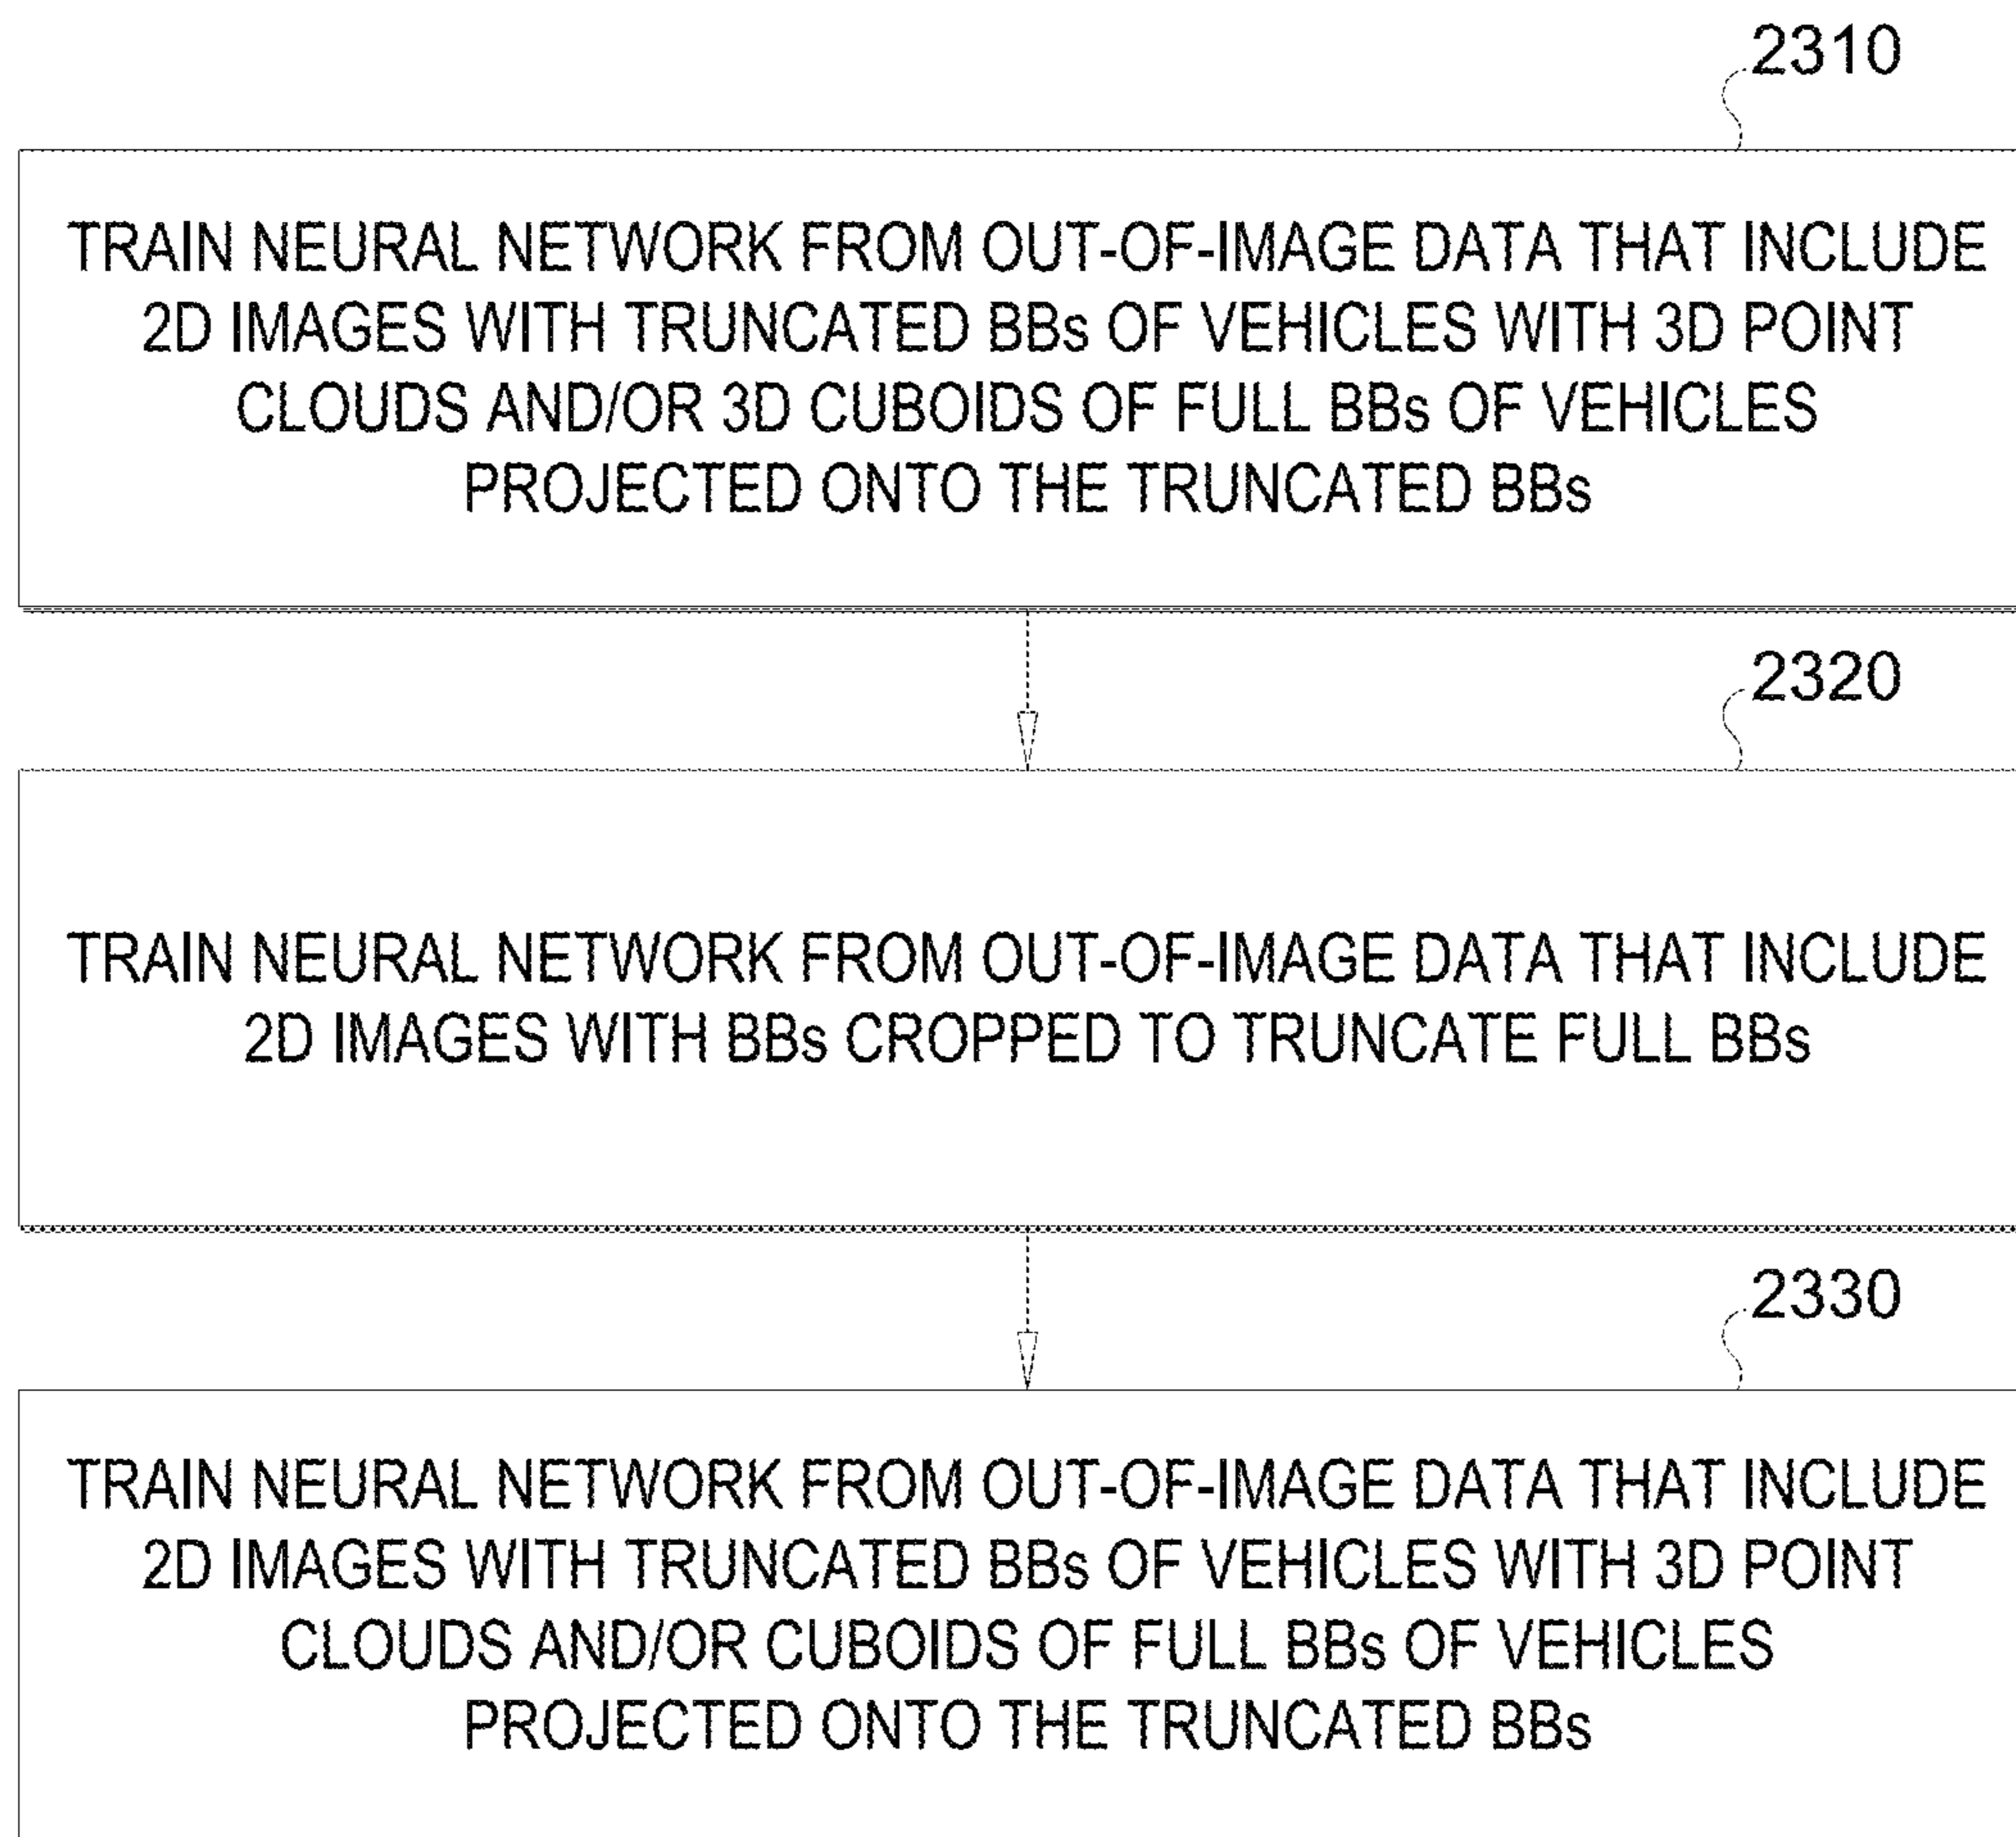 2310
TRAIN NEURAL NETWORK FROM OUT-OF-IMAGE DATA THAT INCLUDE
2D IMAGES WITH TRUNCATED BBs OF VEHICLES WITH 3D POINT
CLOUDS AND/OR 3D CUBOIDS OF FULL BBs OF VEHICLES
PROJECTED ONTO THE TRUNCATED BBs
2320
TRAIN NEURAL NETWORK FROM OUT-OF-IMAGE DATA THAT INCLUDE
2D IMAGES WITH BBs CROPPED TO TRUNCATE FULL BBs
2330
TRAIN NEURAL NETWORK FROM OUT-OF-IMAGE DATA THAT INCLUDE
2D IMAGES WITH TRUNCATED BBs OF VEHICLES WITH 3D POINT
CLOUDS AND/OR CUBOIDS OF FULL BBs OF VEHICLES
PROJECTED ONTO THE TRUNCATED BBs